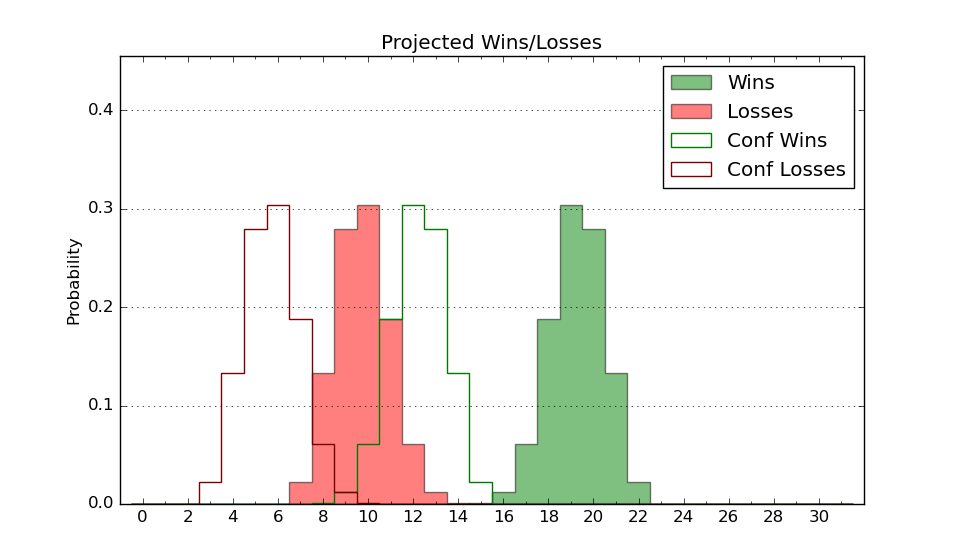 Projected Wins/Losses
Wins
Losses
Conf Wins
Conf Losses
Probability
0.4
0.3
0.2
0.1
0.0
0 2 4 6 8 10 12 14 16 18 20 22 24 26 28 30